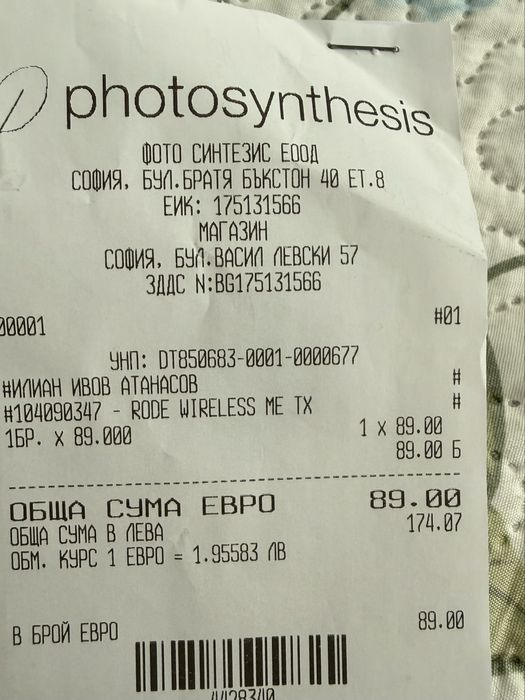 photosynthesis
ФОТО СИНТЕЗИС ЕООД
СОФИЯ, БУЛ.БРАТЯ БЪКСТОН 40 ЕТ.8
ЕИК: 175131566
МАГАЗИН
СОФИЯ, БУЛ.ВАСИЛ ЛЕВСКИ 57
ЗДДС N:BG175131566
00001 #01
УНП: DT850683-0001-0000677
#ИЛИАН ИВОВ АТАНАСОВ #
#104090347 - RODE WIRELESS ME TX #
1БР. x 89.000 1 x 89.00
89.00 Б
ОБЩА СУМА ЕВРО 89.00
ОБЩА СУМА В ЛЕВА 174.07
ОБМ. КУРС 1 ЕВРО = 1.95583 ЛВ
В БРОЙ ЕВРО 89.00
4428340